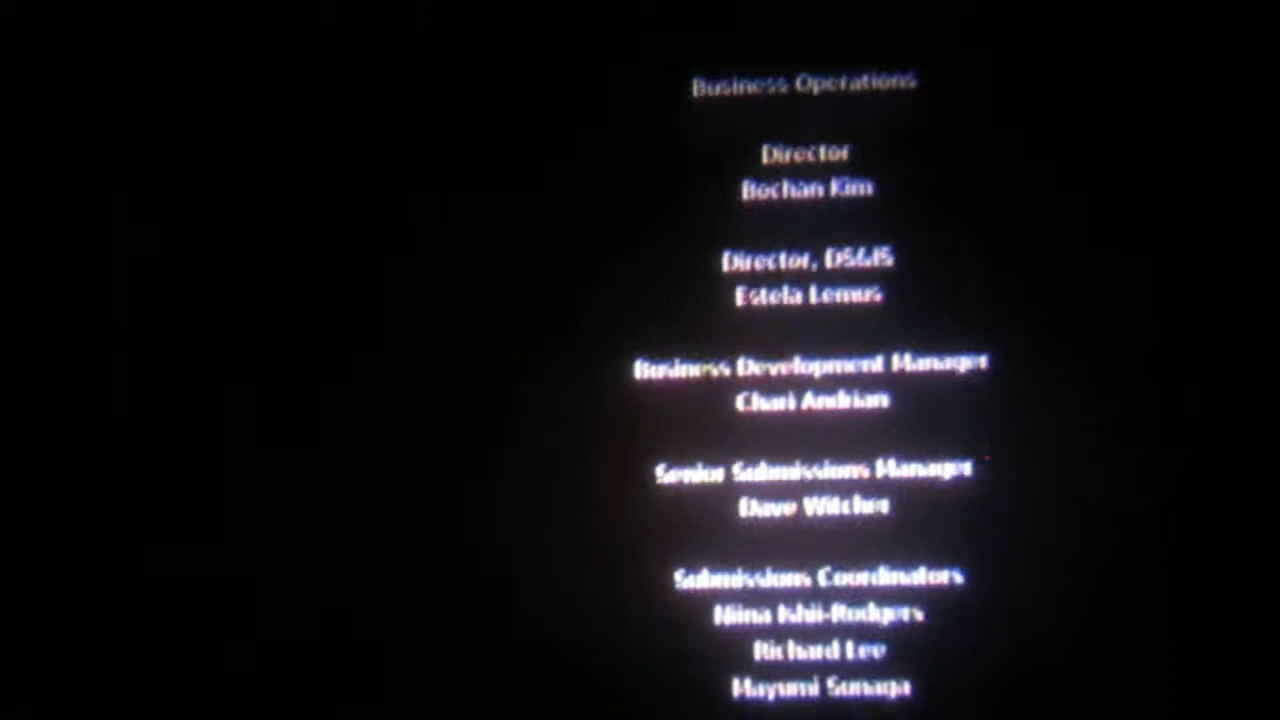 Business Operations
Director
Bochan Kim
Director, DS&IS
Estela Lemus
Business Development Manager
Chari Andrian
Senior Submissions Manager
Dave Witcher
Submissions Coordinators
Niina Ishii-Rodgers
Richard Lee
Mayumi Sunaga